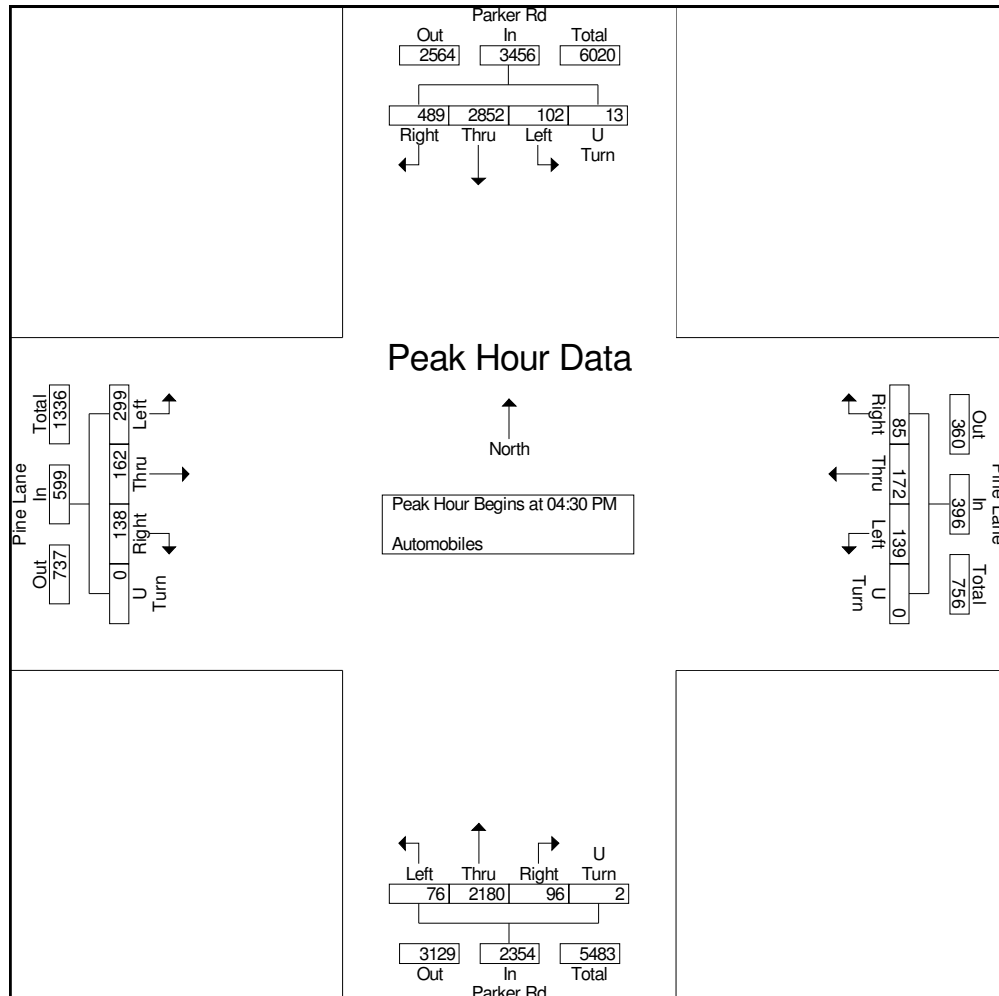 Parker Rd
Out In Total
2564 3456 6020
489 2852 102 13
Right Thru Left U
Turn
Peak Hour Data
North
Peak Hour Begins at 04:30 PM
Automobiles
Pine Lane
Out In Total
737 599 1336
Left Thru Right U
Turn
299 162 138 0
Pine Lane
Out In Total
360 396 756
85 172 139 0
Right Thru Left U
Turn
U
Left Thru Right Turn
76 2180 96 2
3129 2354 5483
Out In Total
Parker Rd